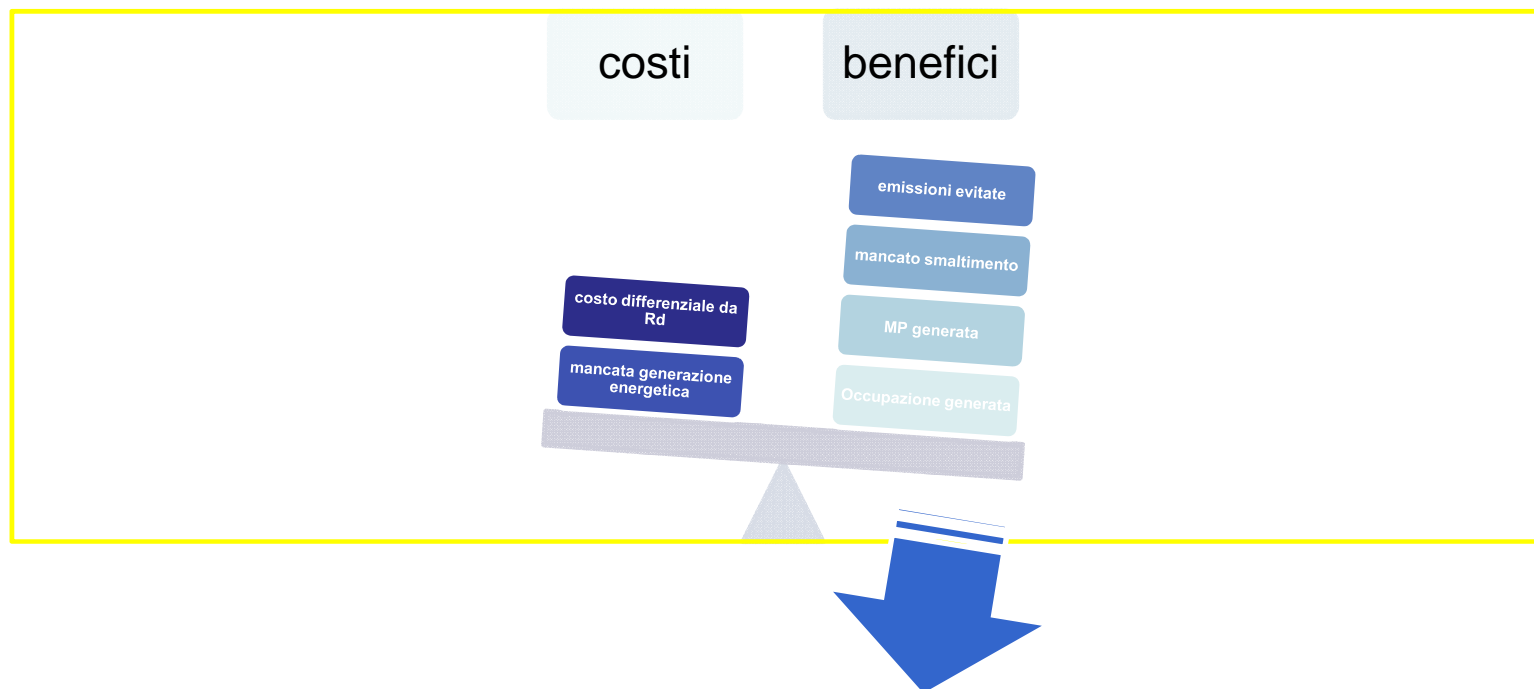 costi
benefici
costo differenziale da
Rd
mancata generazione
energetica
emissioni evitate
mancato smaltimento
MP generata
Occupazione generata